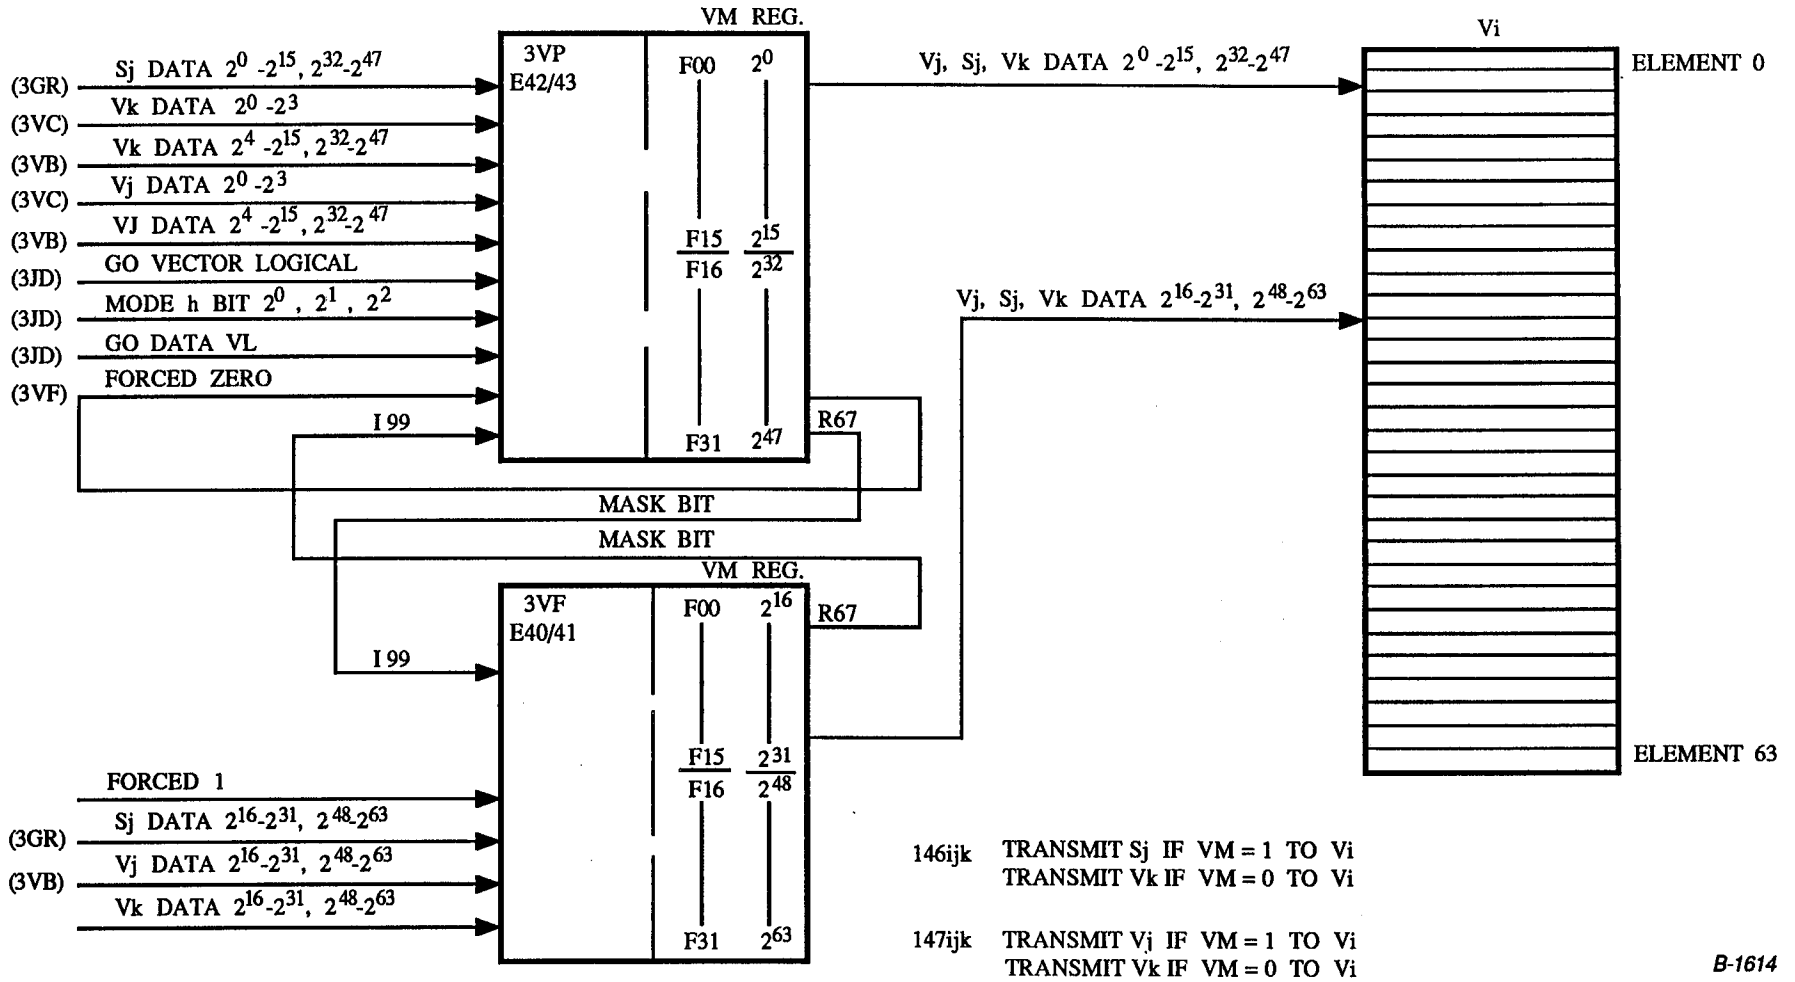 VM REG.
3VP
E42/43
F00 2^0
F15 2^15
F16 2^32
F31 2^47
Sj DATA 2^0 -2^15, 2^32-2^47
(3GR)
Vk DATA 2^0 -2^3
(3VC)
Vk DATA 2^4 -2^15, 2^32-2^47
(3VB)
Vj DATA 2^0 -2^3
(3VC)
VJ DATA 2^4 -2^15, 2^32-2^47
(3VB)
GO VECTOR LOGICAL
(3JD)
MODE h BIT 2^0 , 2^1 , 2^2
(3JD)
GO DATA VL
(3JD)
FORCED ZERO
(3VF)
I 99
R67
MASK BIT
MASK BIT
Vj, Sj, Vk DATA 2^0 -2^15, 2^32-2^47
Vj, Sj, Vk DATA 2^16-2^31, 2^48-2^63
Vi
ELEMENT 0
ELEMENT 63
VM REG.
3VF
E40/41
F00 2^16
F15 2^31
F16 2^48
F31 2^63
R67
I 99
FORCED 1
Sj DATA 2^16-2^31, 2^48-2^63
(3GR)
Vj DATA 2^16-2^31, 2^48-2^63
(3VB)
Vk DATA 2^16-2^31, 2^48-2^63
146ijk TRANSMIT Sj IF VM = 1 TO Vi
TRANSMIT Vk IF VM = 0 TO Vi
147ijk TRANSMIT Vj IF VM = 1 TO Vi
TRANSMIT Vk IF VM = 0 TO Vi
B-1614